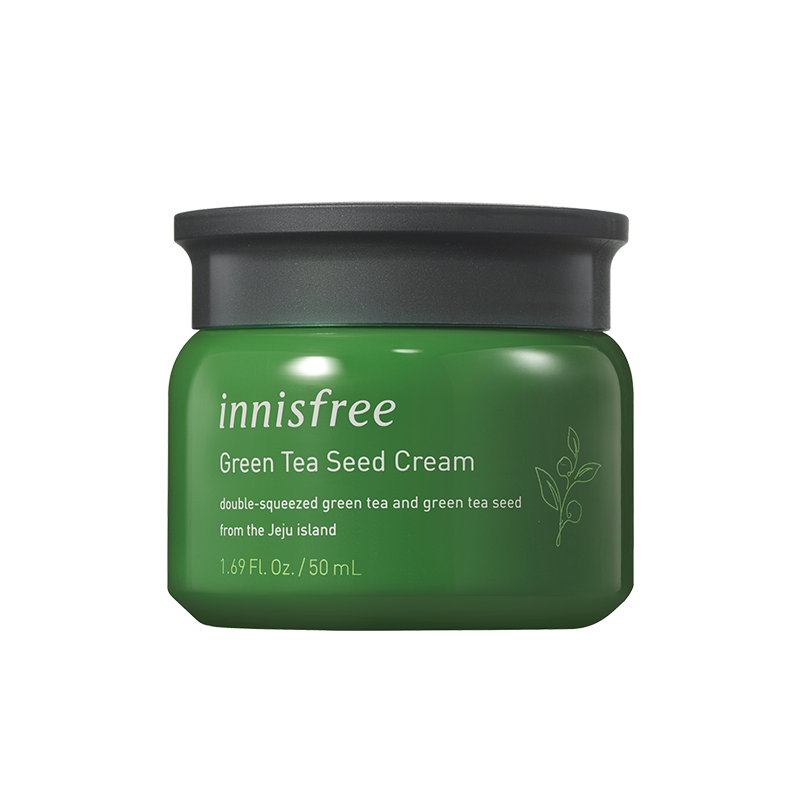 innisfree
Green Tea Seed Cream
double-squeezed green tea and green tea seed
from the Jeju island
1.69 Fl. Oz. / 50 mL